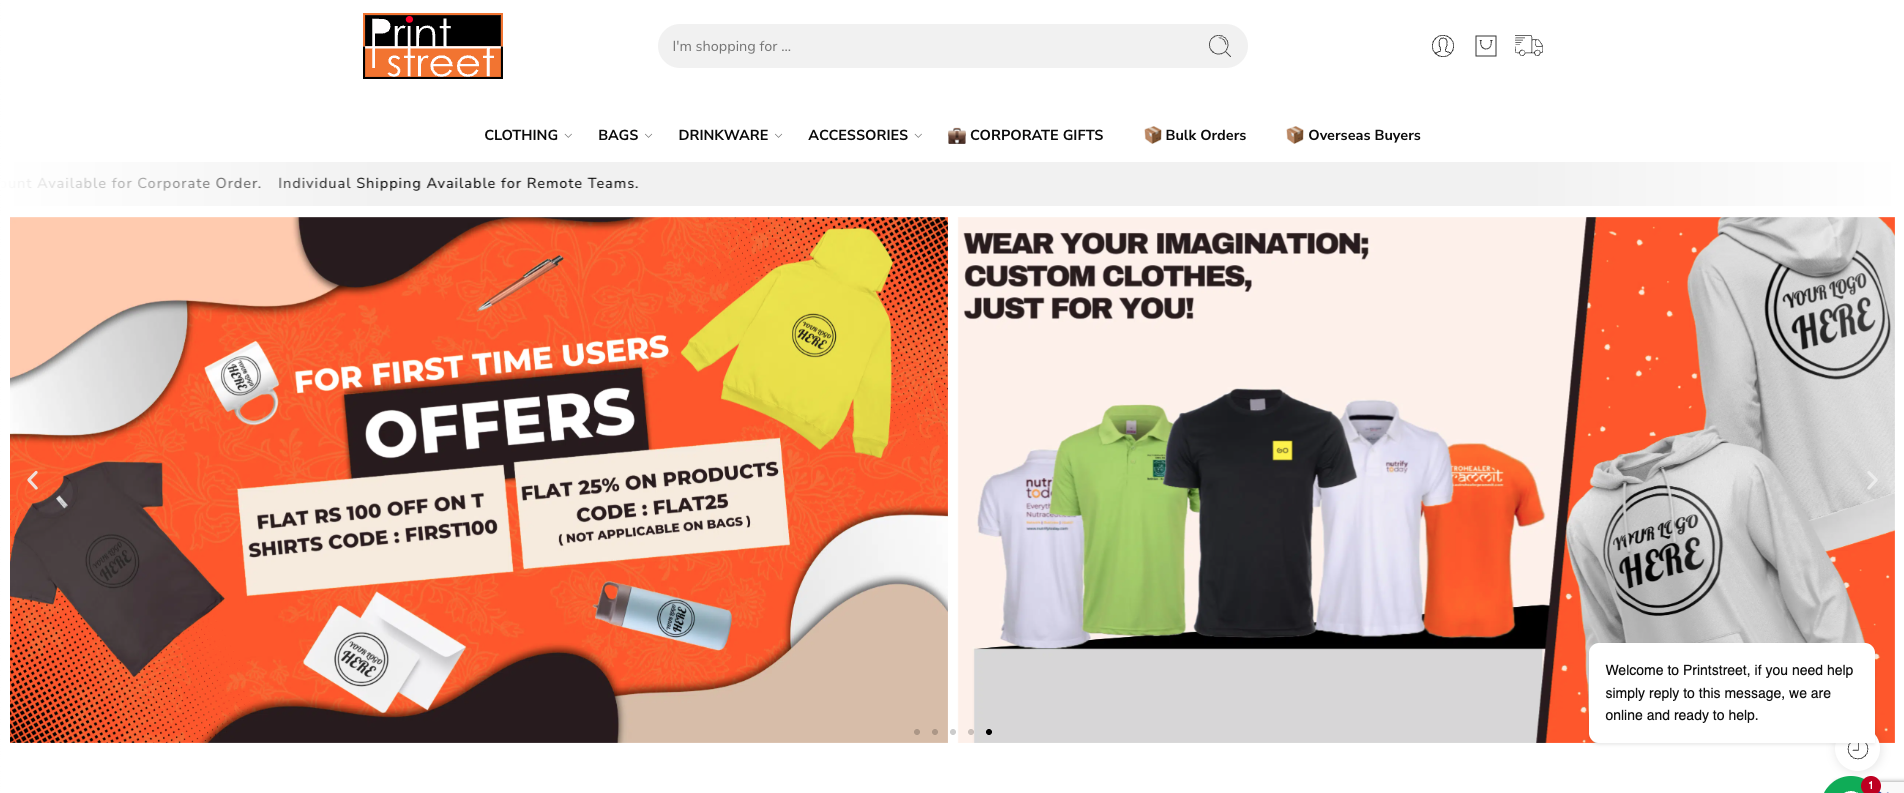 Print
street
I'm shopping for ...
CLOTHING
BAGS
DRINKWARE
ACCESSORIES
CORPORATE GIFTS
Bulk Orders
Overseas Buyers
Available for Corporate Order.
Individual Shipping Available for Remote Teams.
FOR FIRST TIME USERS
OFFERS
FLAT RS 100 OFF ON T
SHIRTS CODE : FIRST100
FLAT 25% ON PRODUCTS
CODE : FLAT25
( NOT APPLICABLE ON BAGS )
YOUR LOGO
HERE
YOUR LOGO
HERE
YOUR LOGO
HERE
YOUR LOGO
HERE
YOUR LOGO
HERE
WEAR YOUR IMAGINATION;
CUSTOM CLOTHES,
JUST FOR YOU!
GO
nutrify
today
YOUR LOGO
HERE
YOUR LOGO
HERE
Welcome to Printstreet, if you need help
simply reply to this message, we are
online and ready to help.
1